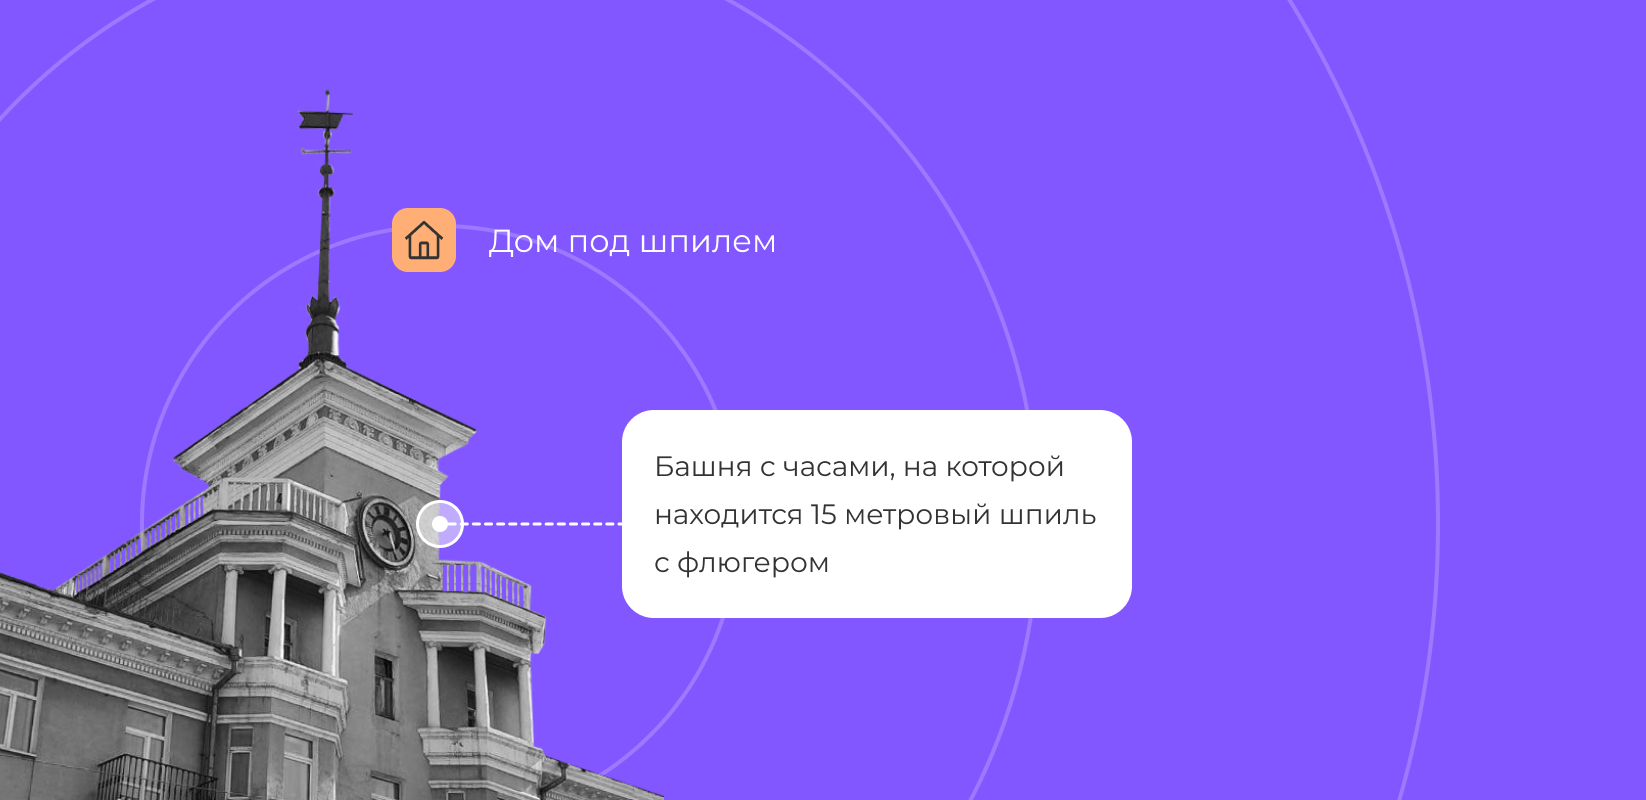 Дом под шпилем
Башня с часами, на которой
находится 15 метровый шпиль
с флюгером